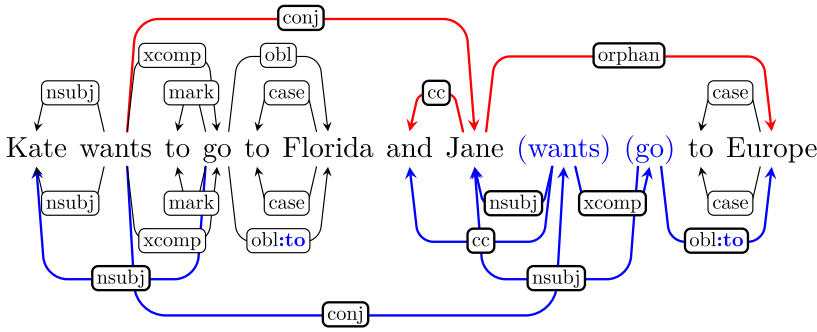 conj
xcomp obl orphan
nsubj mark case cc case
Kate wants to go to Florida and Jane (wants) (go) to Europe
nsubj mark case nsubj xcomp case
xcomp obl:to cc obl:to
nsubj nsubj
conj